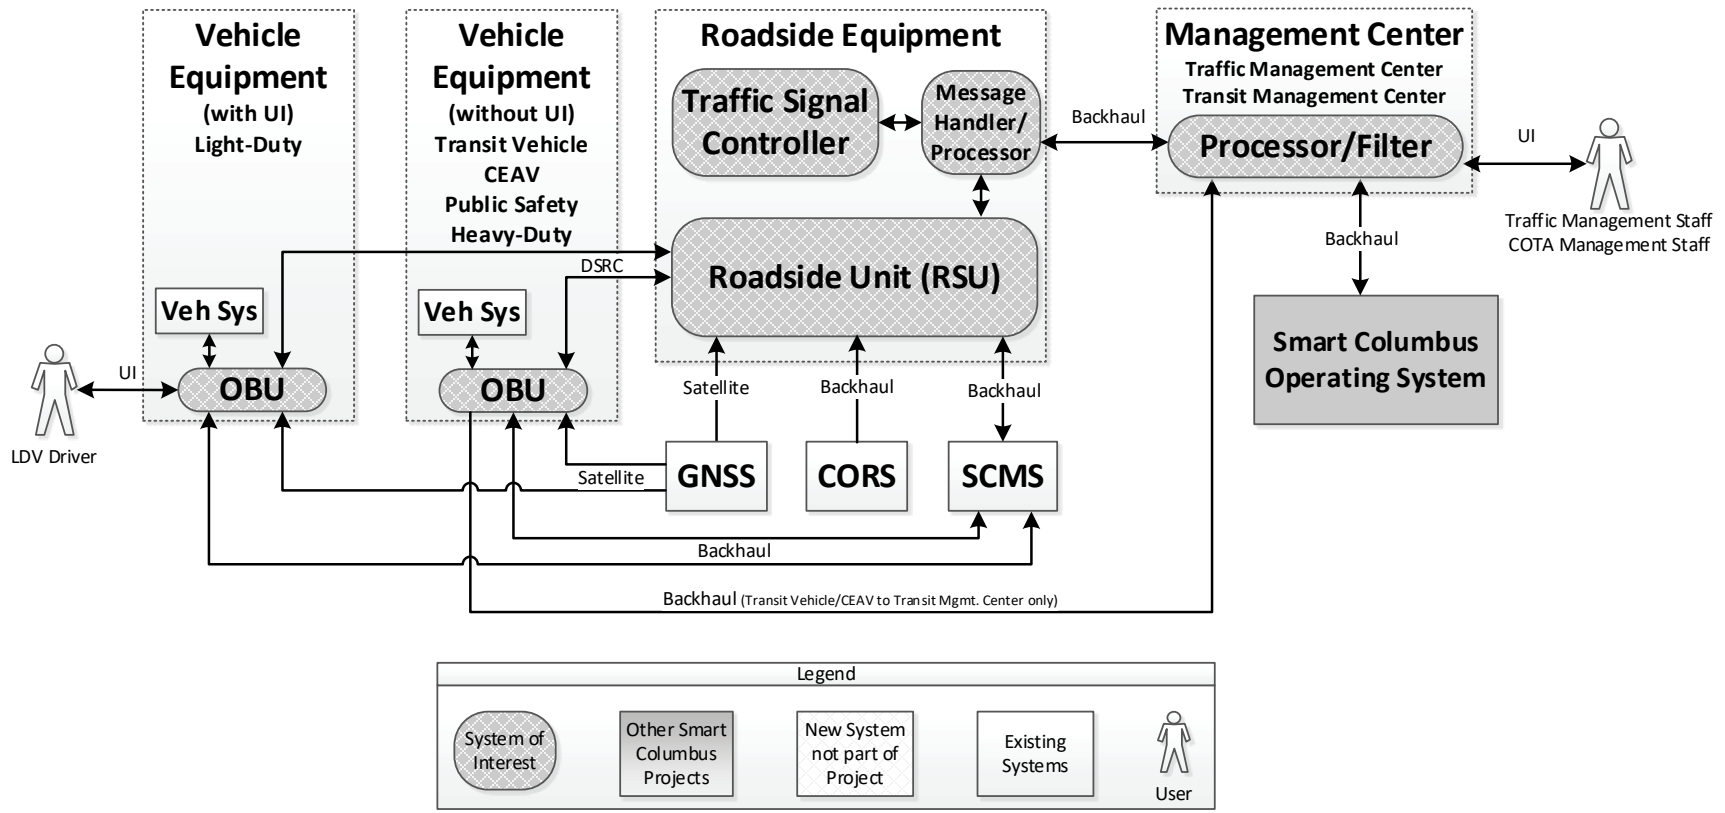 Vehicle
Equipment
(with UI)
Light-Duty
Veh Sys
OBU
UI
LDV Driver
Vehicle
Equipment
(without UI)
Transit Vehicle
CEAV
Public Safety
Heavy-Duty
Veh Sys
OBU
DSRC
Roadside Equipment
Traffic Signal
Controller
Message
Handler/
Processor
Roadside Unit (RSU)
Backhaul
Management Center
Traffic Management Center
Transit Management Center
Processor/Filter
UI
Traffic Management Staff
COTA Management Staff
Backhaul
Smart Columbus
Operating System
Satellite
Backhaul
Backhaul
GNSS
CORS
SCMS
Satellite
Backhaul
Backhaul (Transit Vehicle/CEAV to Transit Mgmt. Center only)
Legend
System of
Interest
Other Smart
Columbus
Projects
New System
not part of
Project
Existing
Systems
User